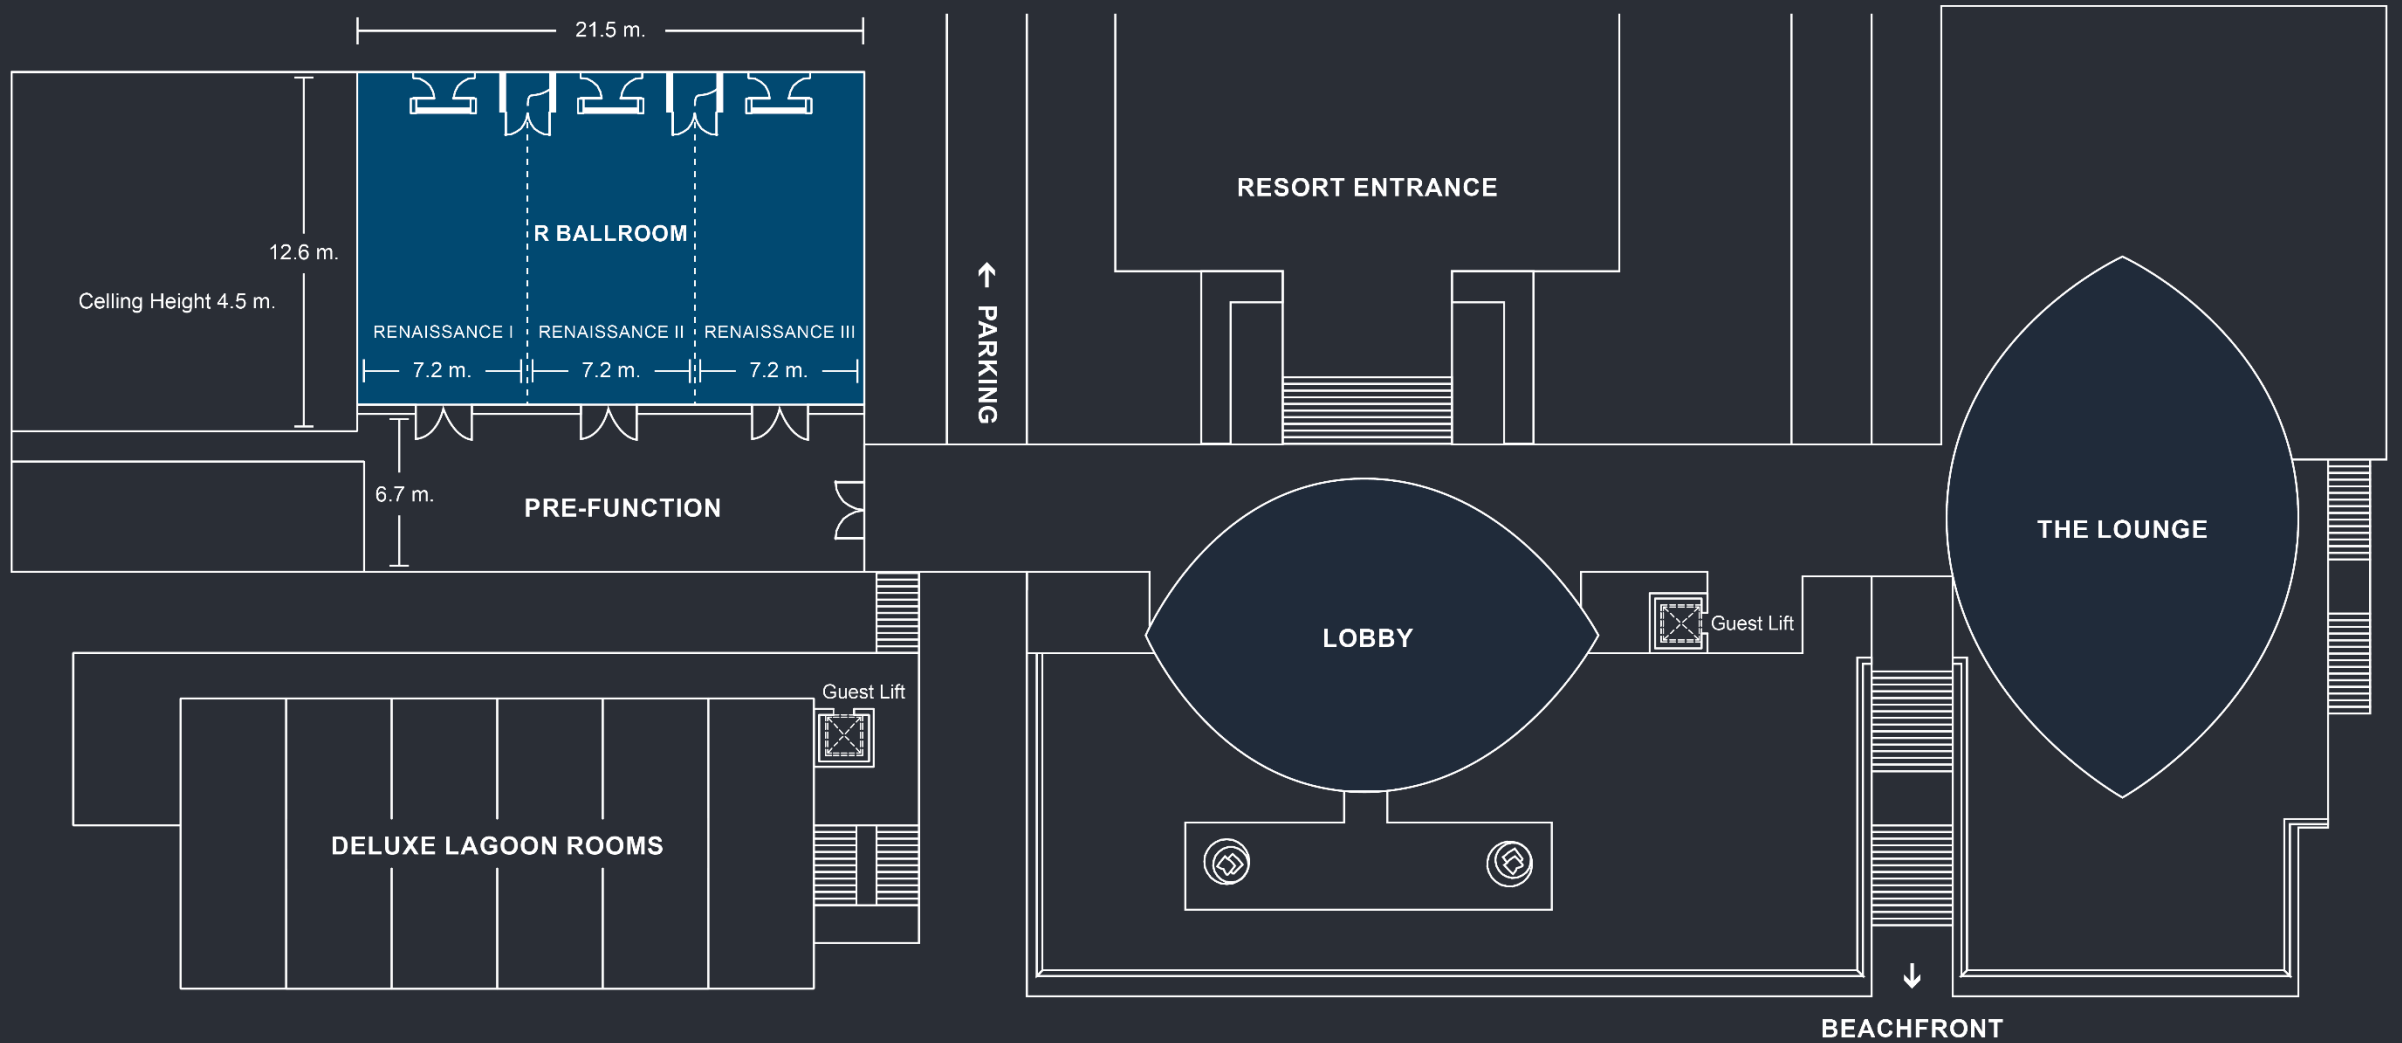 21.5 m.
RESORT ENTRANCE
R BALLROOM
12.6 m.
Celling Height 4.5 m.
RENAISSANCE I
RENAISSANCE II
RENAISSANCE III
7.2 m.
7.2 m.
7.2 m.
PARKING
6.7 m.
PRE-FUNCTION
THE LOUNGE
LOBBY
Guest Lift
Guest Lift
DELUXE LAGOON ROOMS
BEACHFRONT